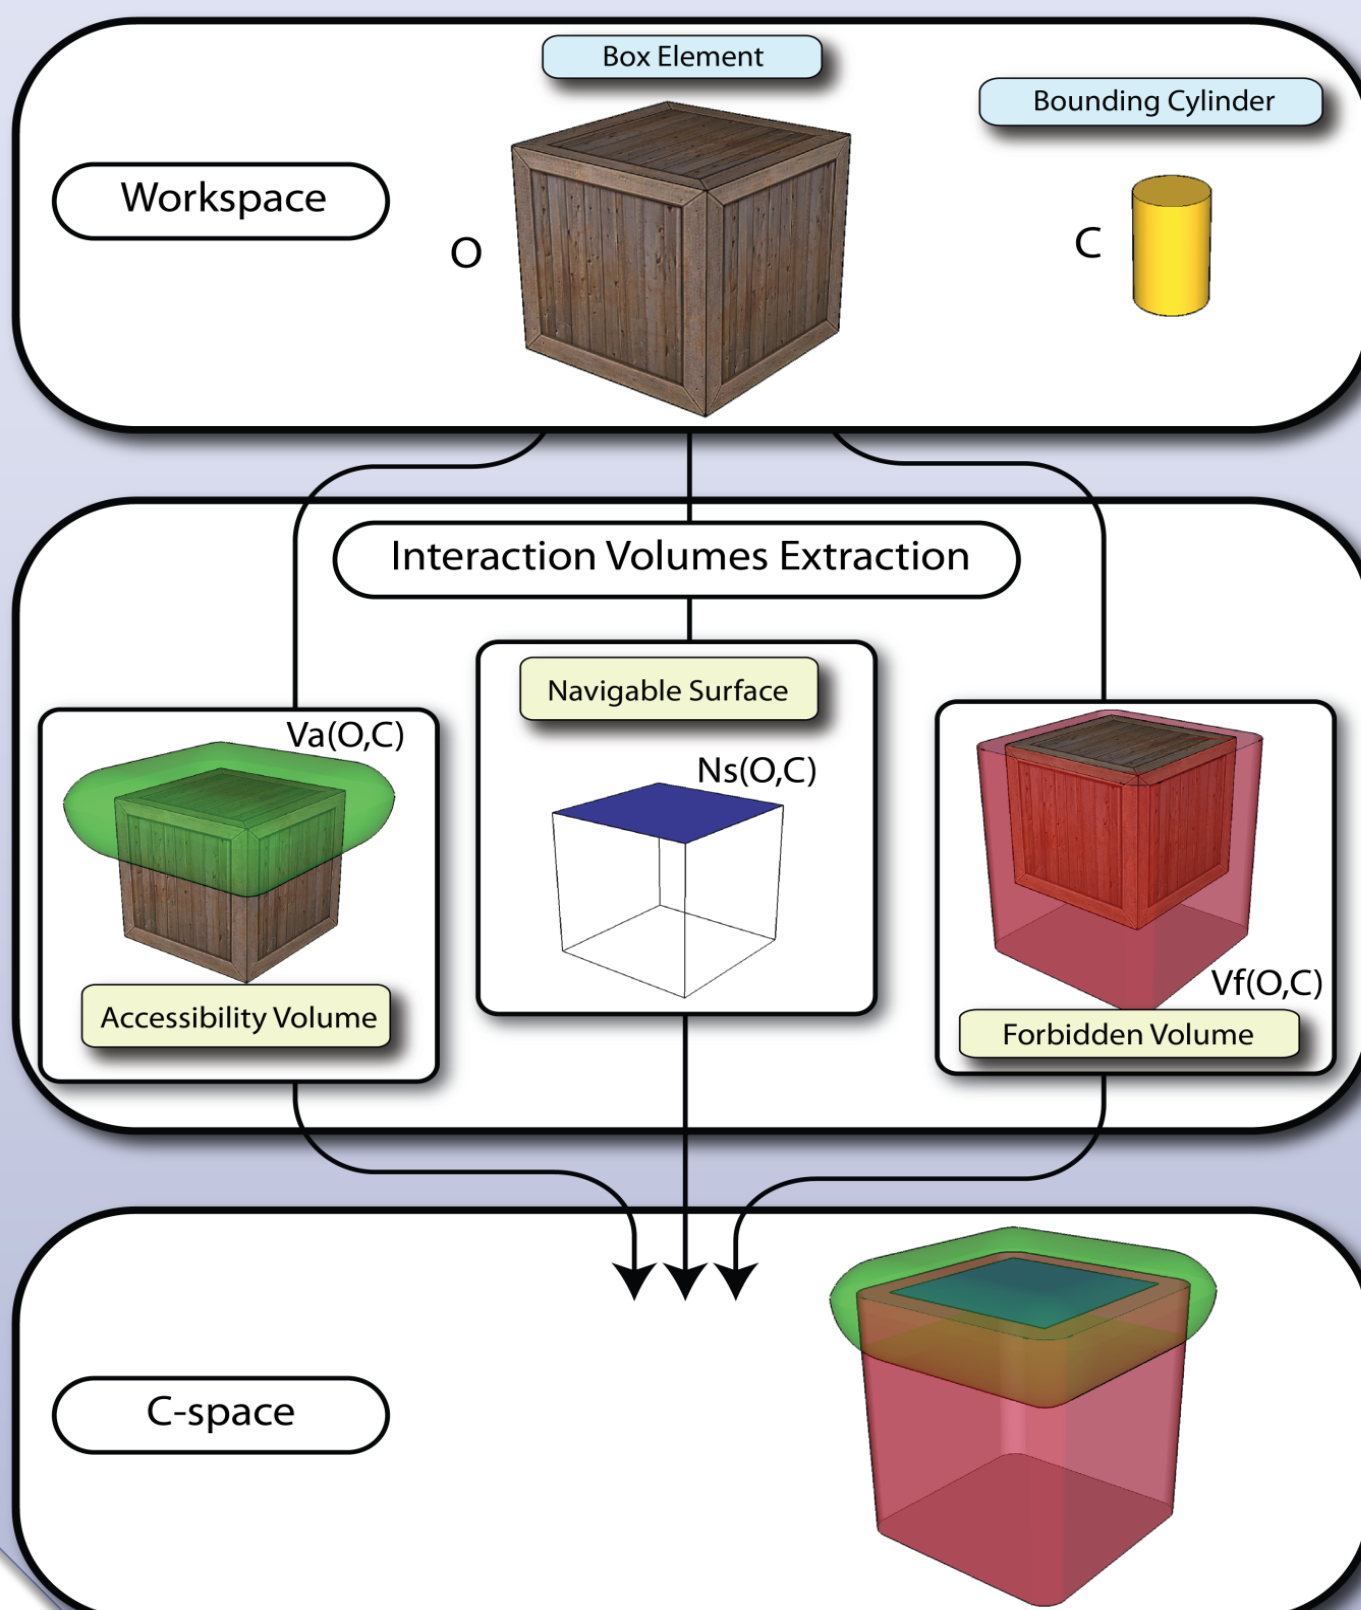 Box Element
Bounding Cylinder
Workspace
O
C
Interaction Volumes Extraction
Navigable Surface
Va(O,C)
Ns(O,C)
Vf(O,C)
Accessibility Volume
Forbidden Volume
C-space